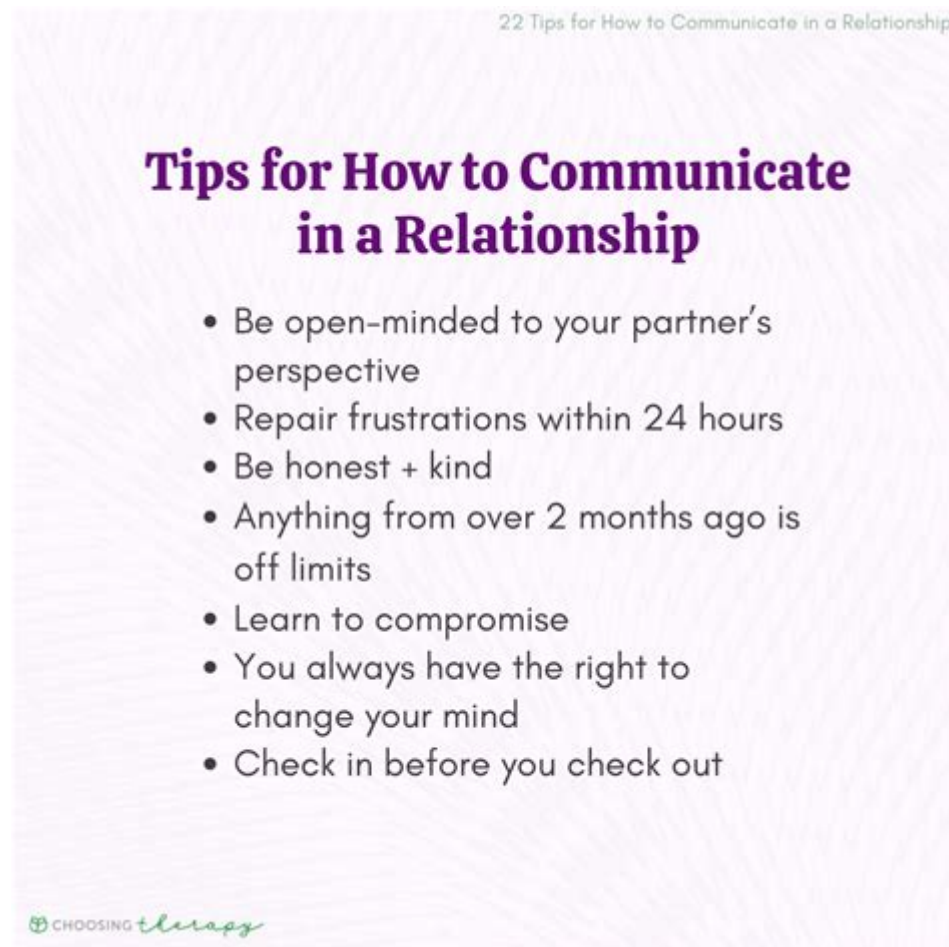 22 Tips for How to Communicate in a Relationship
Tips for How to Communicate
in a Relationship
• Be open-minded to your partner’s
perspective
• Repair frustrations within 24 hours
• Be honest + kind
• Anything from over 2 months ago is
off limits
• Learn to compromise
• You always have the right to
change your mind
• Check in before you check out
CHOOSING therapy